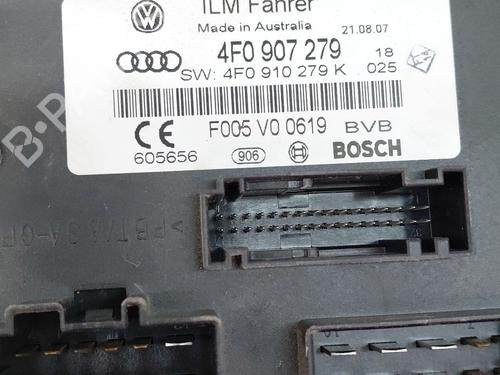 ILM Fahrer
Made in Australia 21.08.07
4F0 907 279 18
SW: 4F0 910 279 K 025
F005 V0 0619 BVB
CE
605656 906 BOSCH